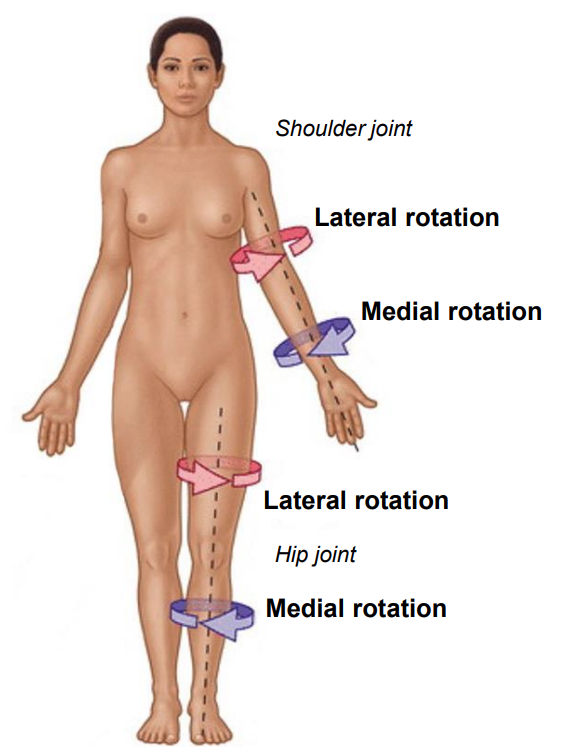 Shoulder joint
Lateral rotation
Medial rotation
Lateral rotation
Hip joint
Medial rotation